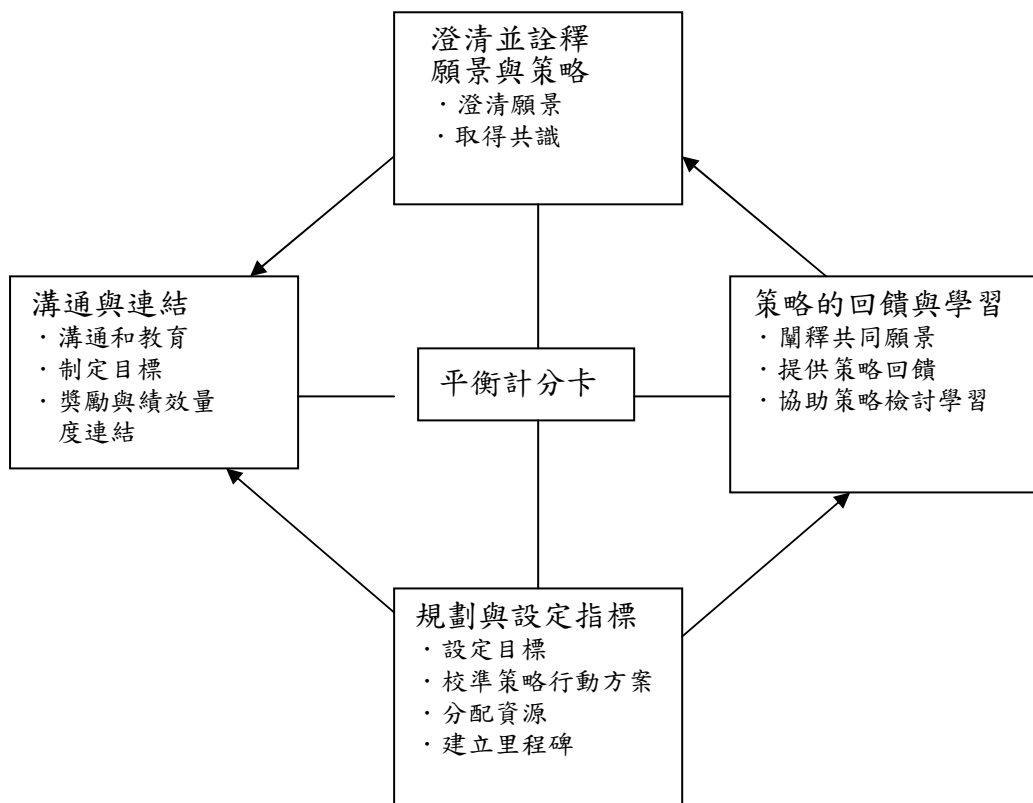 澄清並詮釋
願景與策略
．澄清願景
．取得共識
溝通與連結
．溝通和教育
．制定目標
．獎勵與績效量
度連結
平衡計分卡
策略的回饋與學習
．闡釋共同願景
．提供策略回饋
．協助策略檢討學習
規劃與設定指標
．設定目標
．校準策略行動方案
．分配資源
．建立里程碑